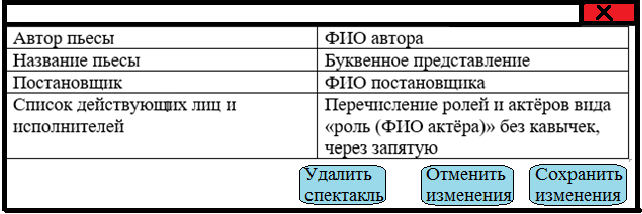 X
Автор пьесы ФИО автора
Название пьесы Буквенное представление
Постановщик ФИО постановщика
Список действующих лиц и Перечисление ролей и актёров вида
исполнителей «роль (ФИО актёра)» без кавычек,
через запятую
Удалить Отменить Сохранить
спектакль изменения изменения